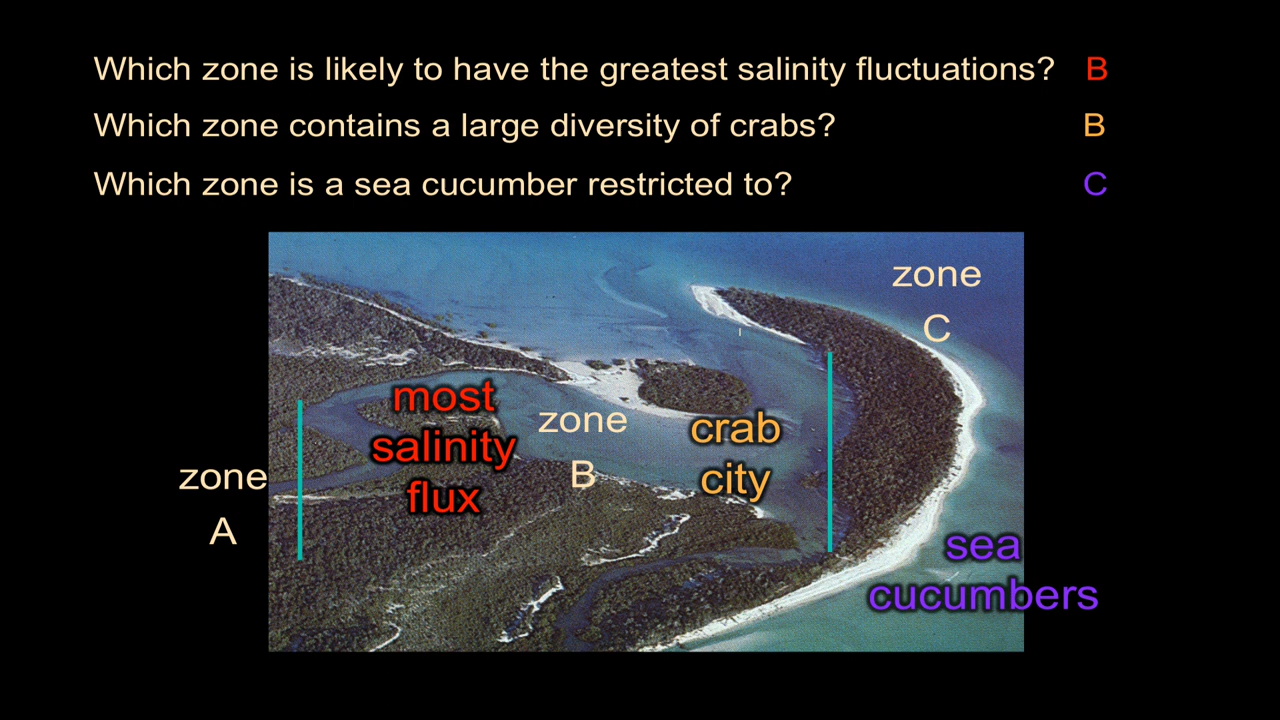 Which zone is likely to have the greatest salinity fluctuations? B
Which zone contains a large diversity of crabs? B
Which zone is a sea cucumber restricted to? C
zone
C
most
salinity
flux
zone
B
crab
city
zone
A
sea
cucumbers